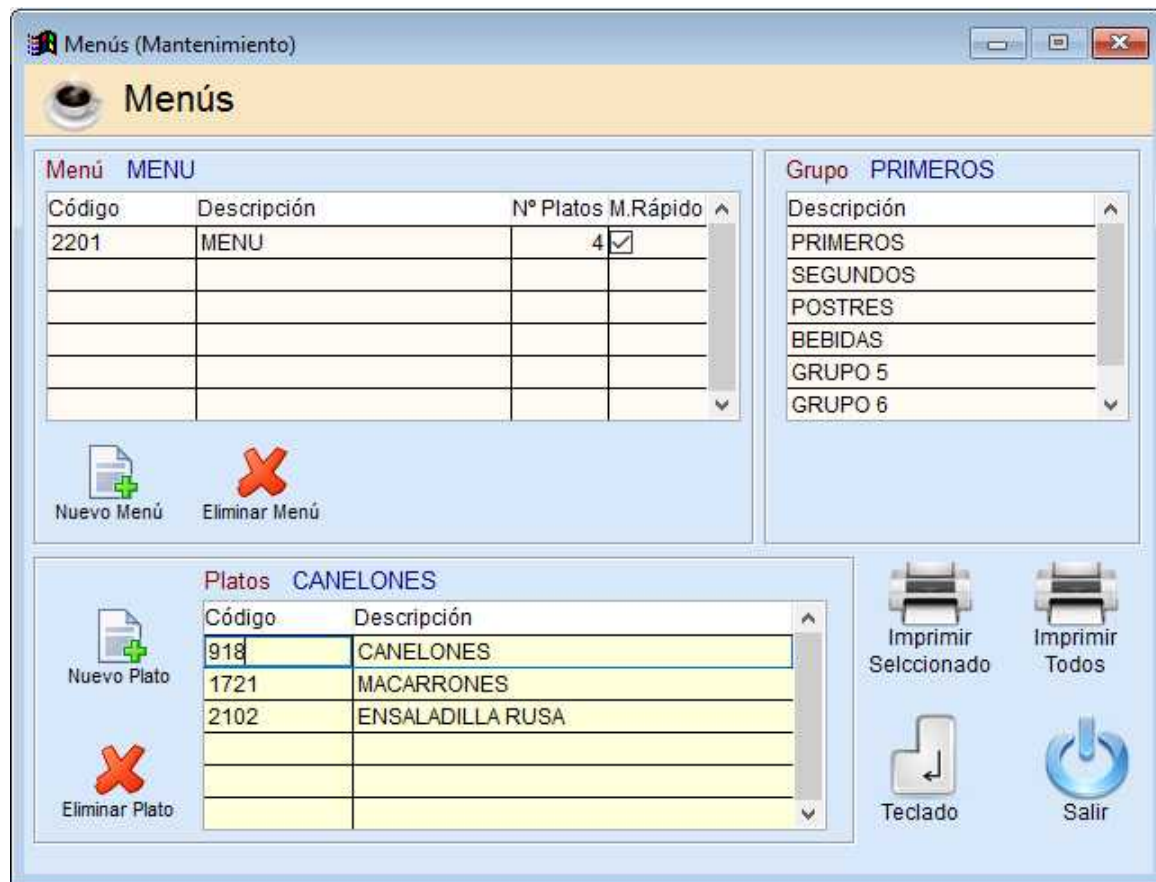 Menús (Mantenimiento)
Menús
Menú MENU
Código Descripción Nº Platos M.Rápido
2201 MENU 4
Nuevo Menú Eliminar Menú
Grupo PRIMEROS
Descripción
PRIMEROS
SEGUNDOS
POSTRES
BEBIDAS
GRUPO 5
GRUPO 6
Nuevo Plato
Eliminar Plato
Platos CANELONES
Código Descripción
918 CANELONES
1721 MACARRONES
2102 ENSALADILLA RUSA
Imprimir
Selccionado
Imprimir
Todos
Teclado
Salir